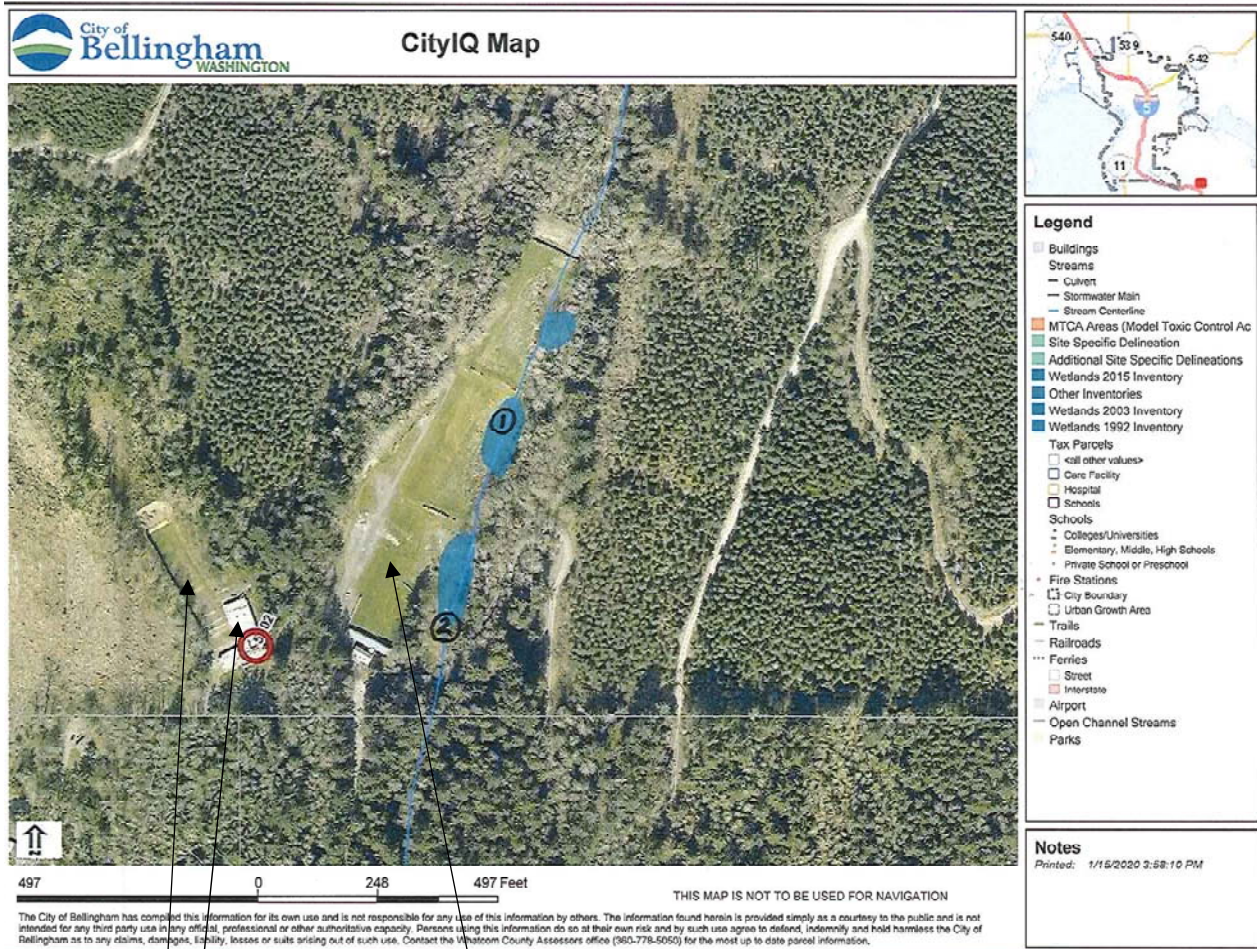 City of
Bellingham
WASHINGTON
CityIQ Map
540
539
542
5
11
①
②
02
Legend
Buildings
Streams
Culvert
Stormwater Main
Stream Centerline
MTCA Areas (Model Toxic Control Ac
Site Specific Delineation
Additional Site Specific Delineations
Wetlands 2015 Inventory
Other Inventories
Wetlands 2003 Inventory
Wetlands 1992 Inventory
Tax Parcels
<all other values>
Care Facility
Hospital
Schools
Schools
Colleges/Universities
Elementary, Middle, High Schools
Private School or Preschool
Fire Stations
City Boundary
Urban Growth Area
Trails
Railroads
Ferries
Street
Interstate
Airport
Open Channel Streams
Parks
Notes
Printed: 1/15/2020 3:58:10 PM
497 0 248 497 Feet
THIS MAP IS NOT TO BE USED FOR NAVIGATION
The City of Bellingham has compiled this information for its own use and is not responsible for any use of this information by others. The information found herein is provided simply as a courtesy to the public and is not
intended for any third party use in any official, professional or other authoritative capacity. Persons using this information do so at their own risk and by such use agree to defend, indemnify and hold harmless the City of
Bellingham as to any claims, damages, liability, losses or suits arising out of such use. Contact the Whatcom County Assessors office (360-778-5050) for the most up to date parcel information.